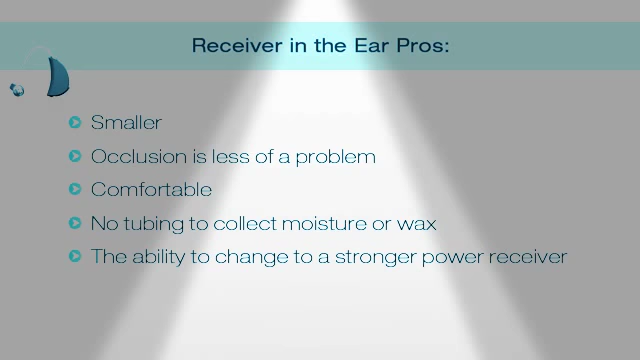 Receiver in the Ear Pros:
Smaller
Occlusion is less of a problem
Comfortable
No tubing to collect moisture or wax
The ability to change to a stronger power receiver